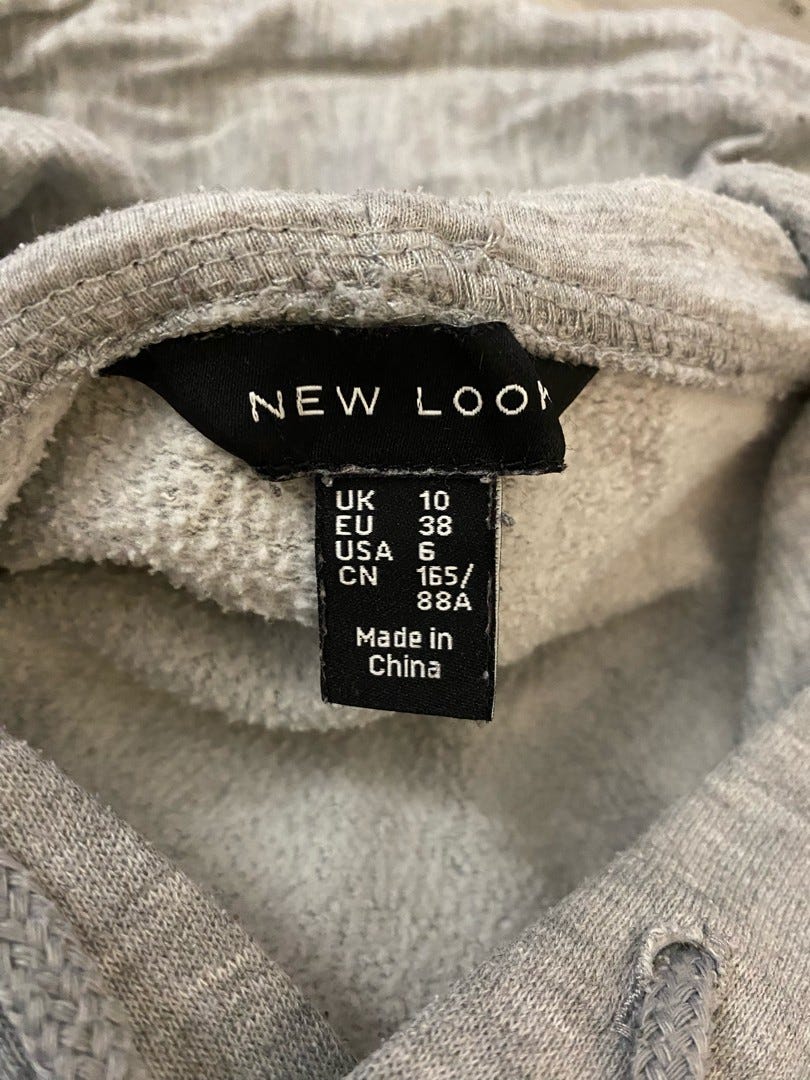 NEW LOOK
UK 10
EU 38
USA 6
CN 165/
88A
Made in
China